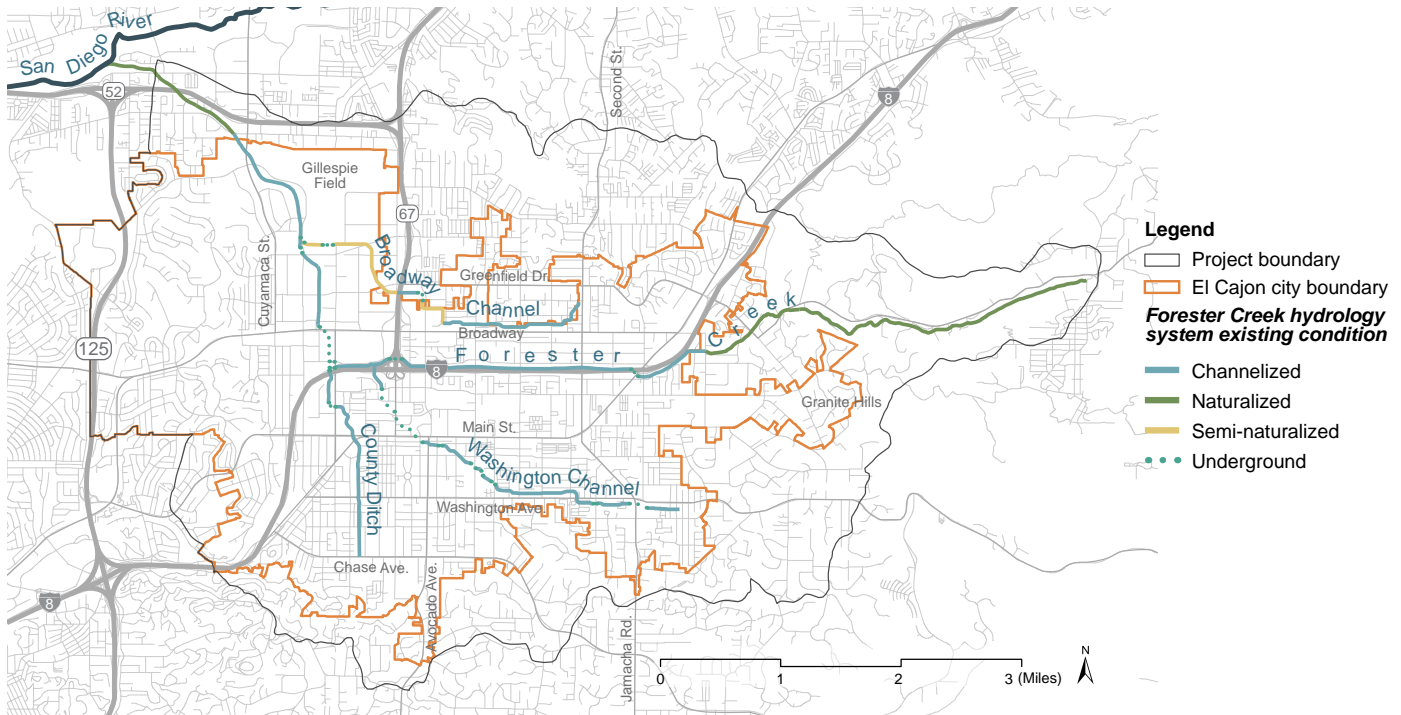 San Diego River
52
8
Second St.
Gillespie
Field
67
Cuyamaca St.
Broadway
Channel
Greenfield Dr.
Broadway
125
Forester
Creek
8
Granite Hills
Main St.
Washington Channel
County Ditch
Washington Ave.
Chase Ave.
Avocado Ave.
Jamacha Rd.
8
Legend
Project boundary
El Cajon city boundary
Forester Creek hydrology
system existing condition
Channelized
Naturalized
Semi-naturalized
Underground
N
0 1 2 3 (Miles)